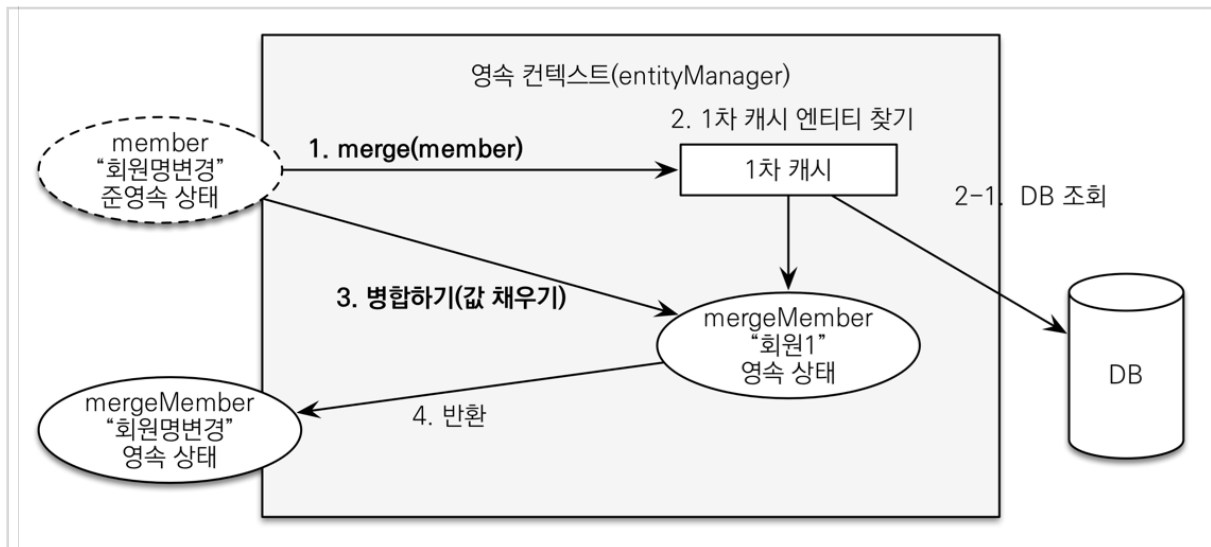 영속 컨텍스트(entityManager)
2. 1차 캐시 엔티티 찾기
member
“회원명변경”
준영속 상태
1. merge(member)
1차 캐시
2-1. DB 조회
3. 병합하기(값 채우기)
mergeMember
“회원1”
영속 상태
DB
mergeMember
“회원명변경”
영속 상태
4. 반환